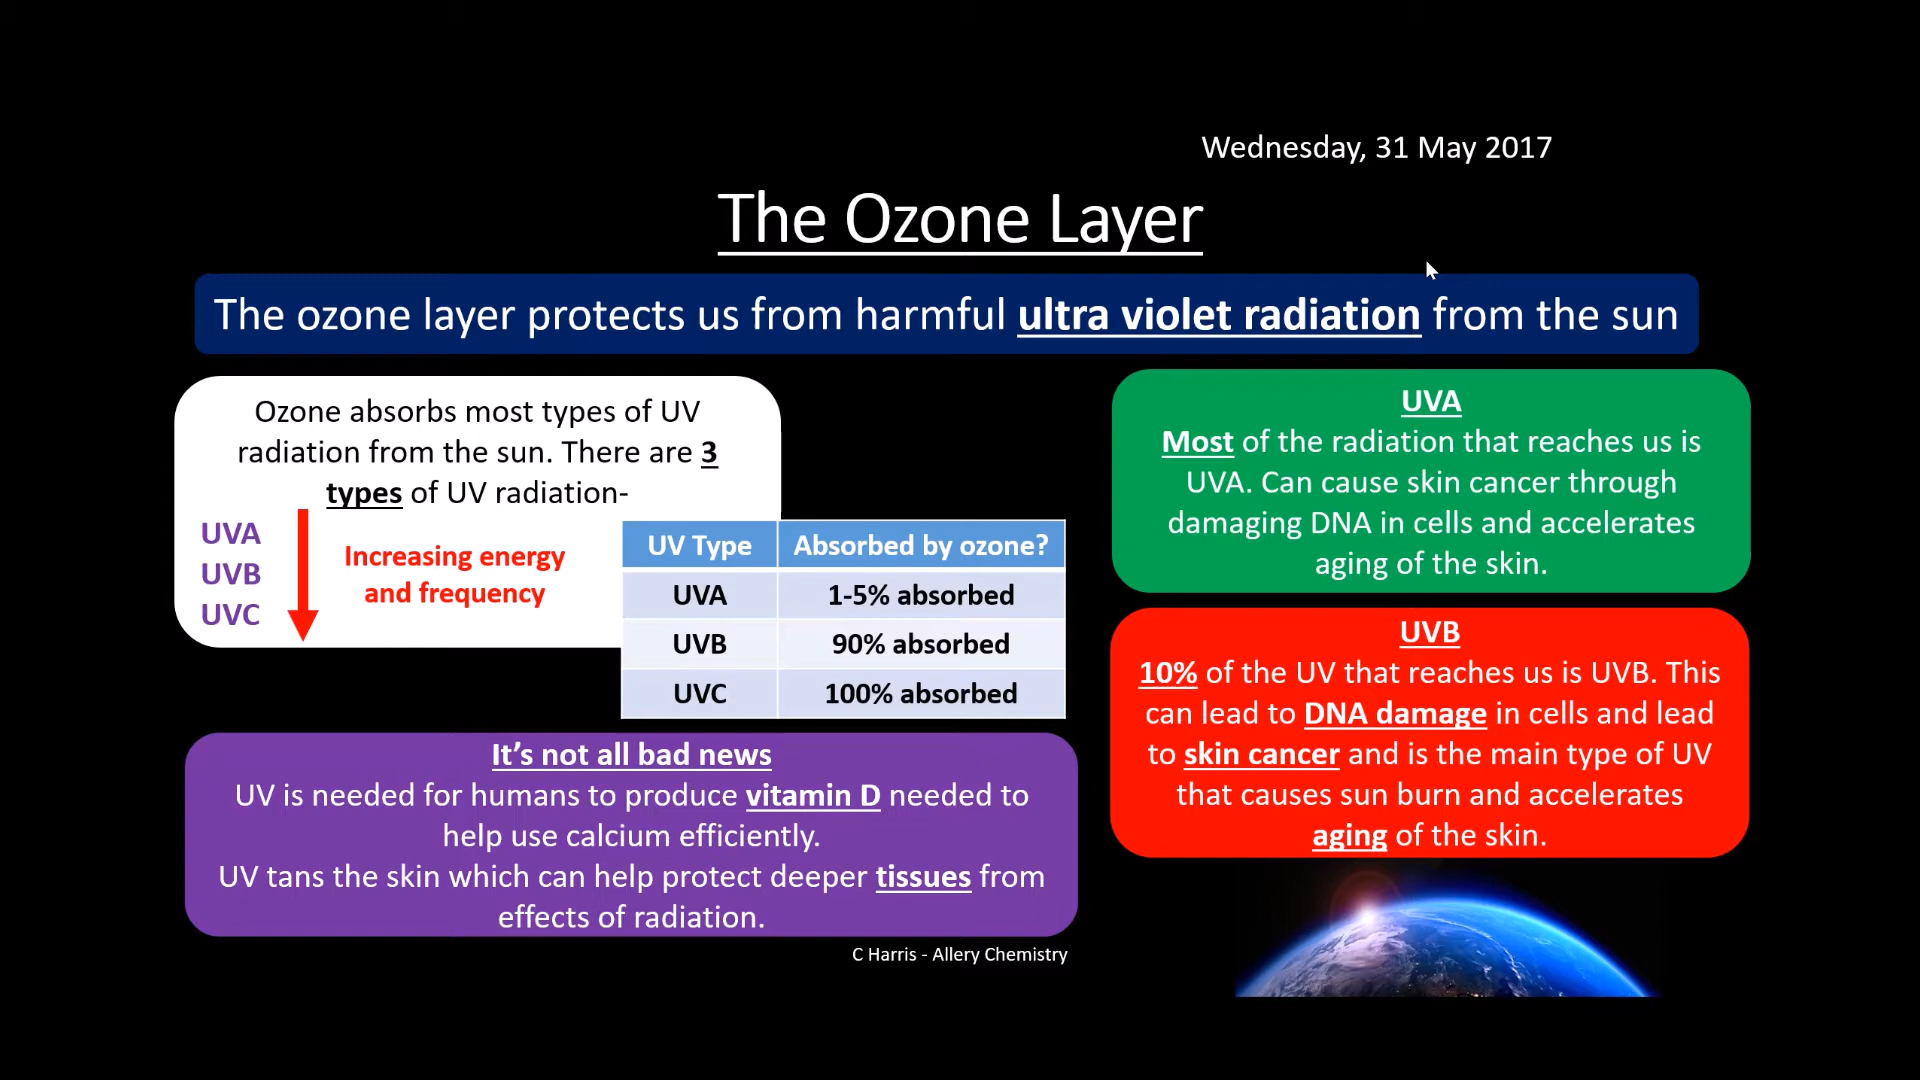 Wednesday, 31 May 2017
The Ozone Layer
The ozone layer protects us from harmful ultra violet radiation from the sun
Ozone absorbs most types of UV
radiation from the sun. There are 3
types of UV radiation-
UVA
UVB
UVC
Increasing energy
and frequency
UV Type Absorbed by ozone?
UVA 1-5% absorbed
UVB 90% absorbed
UVC 100% absorbed
UVA
Most of the radiation that reaches us is
UVA. Can cause skin cancer through
damaging DNA in cells and accelerates
aging of the skin.
UVB
10% of the UV that reaches us is UVB. This
can lead to DNA damage in cells and lead
to skin cancer and is the main type of UV
that causes sun burn and accelerates
aging of the skin.
It’s not all bad news
UV is needed for humans to produce vitamin D needed to
help use calcium efficiently.
UV tans the skin which can help protect deeper tissues from
effects of radiation.
C Harris - Allery Chemistry